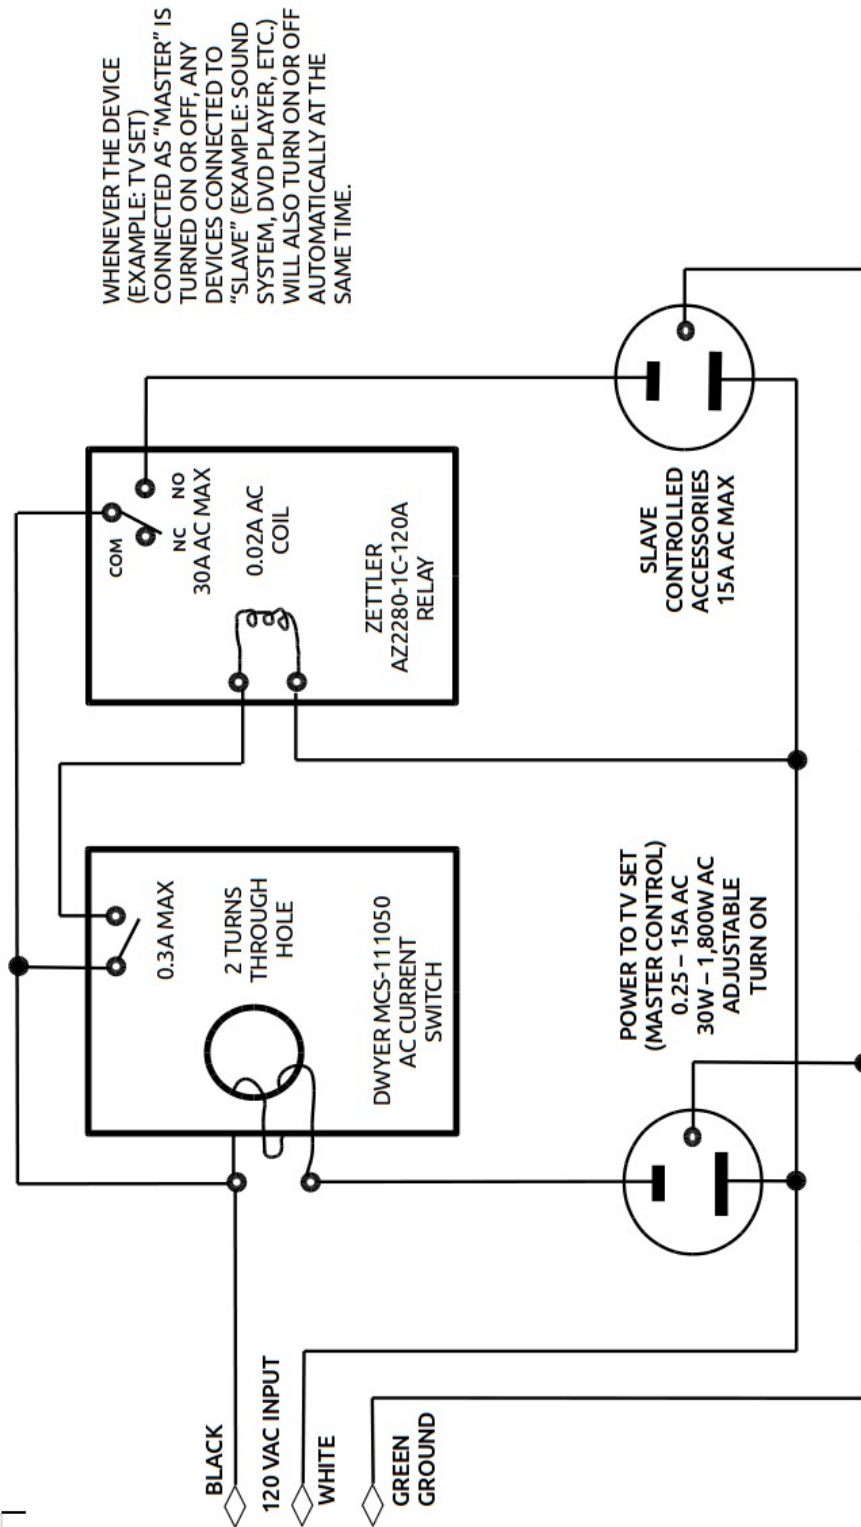 WHENEVER THE DEVICE
(EXAMPLE: TV SET)
CONNECTED AS “MASTER” IS
TURNED ON OR OFF, ANY
DEVICES CONNECTED TO
“SLAVE” (EXAMPLE: SOUND
SYSTEM, DVD PLAYER, ETC.)
WILL ALSO TURN ON OR OFF
AUTOMATICALLY AT THE
SAME TIME.
0.3A MAX
2 TURNS
THROUGH
HOLE
DWYER MCS-111050
AC CURRENT
SWITCH
COM
NC
NO
30A AC MAX
0.02A AC
COIL
ZETTLER
AZ2280-1C-120A
RELAY
BLACK
120 VAC INPUT
WHITE
GREEN
GROUND
POWER TO TV SET
(MASTER CONTROL)
0.25 – 15A AC
30W – 1,800W AC
ADJUSTABLE
TURN ON
SLAVE
CONTROLLED
ACCESSORIES
15A AC MAX